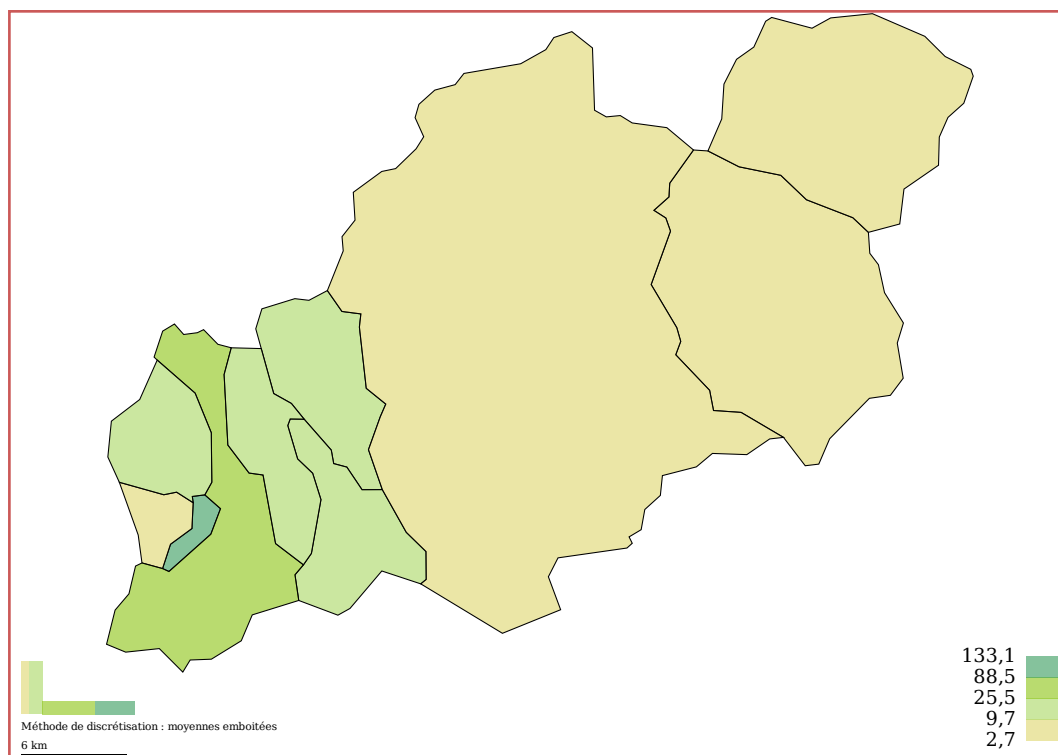 133,1
88,5
25,5
9,7
2,7
Méthode de discrétisation : moyennes emboitées
6 km